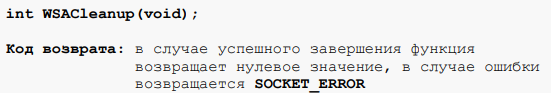 int WSACleanup(void);
Код возврата: в случае успешного завершения функция
возвращает нулевое значение, в случае ошибки
возвращается SOCKET_ERROR